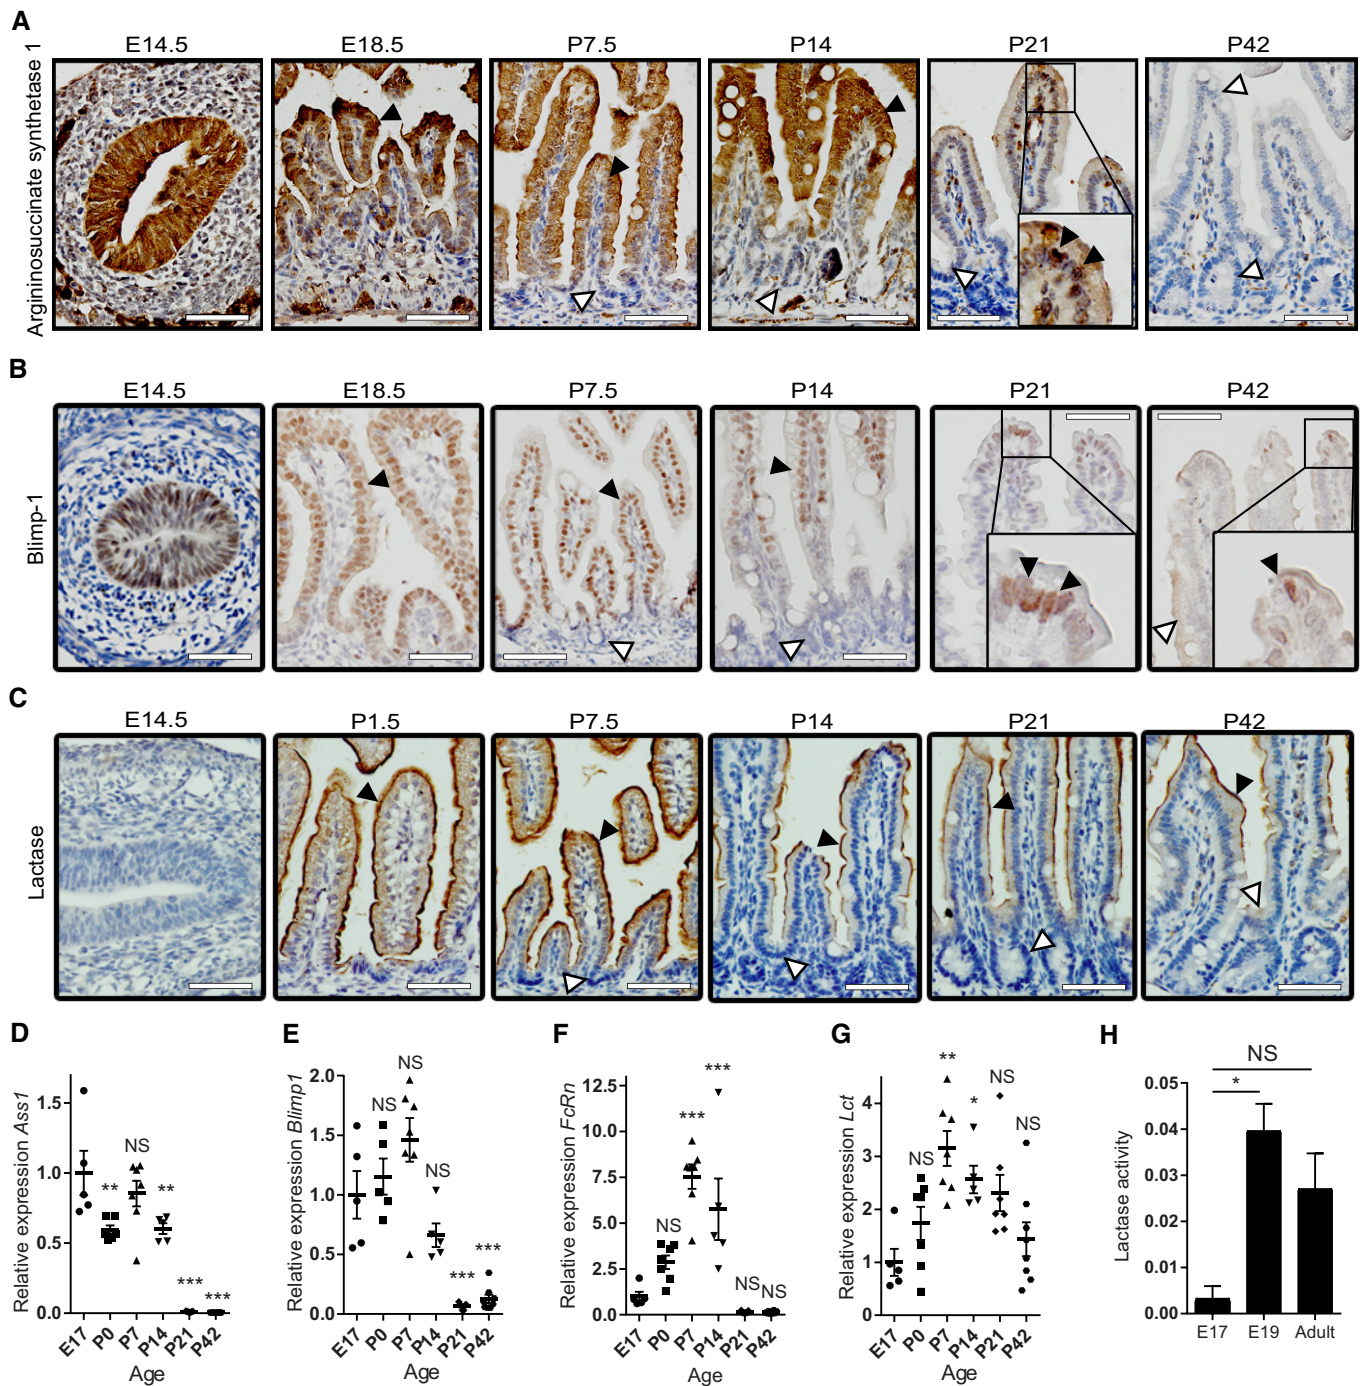 A
E14.5 E18.5 P7.5 P14 P21 P42
Argininosuccinate synthetase 1
B
E14.5 E18.5 P7.5 P14 P21 P42
Blimp-1
C
E14.5 P1.5 P7.5 P14 P21 P42
Lactase
D
Relative expression Ass1
1.5
1.0
0.5
0.0
** NS ** *** ***
E17 P0 P7 P14 P21 P42
Age
E
Relative expression Blimp1
2.0
1.5
1.0
0.5
0.0
NS NS NS *** ***
E17 P0 P7 P14 P21 P42
Age
F
Relative expression FcRn
12.5
10.0
7.5
5.0
2.5
0.0
NS *** *** NS NS
E17 P0 P7 P14 P21 P42
Age
G
Relative expression Lct
4
3
2
1
0
NS ** * NS NS
E17 P0 P7 P14 P21 P42
Age
H
Lactase activity
0.05
0.04
0.03
0.02
0.01
0.00
NS
*
E17 E19 Adult